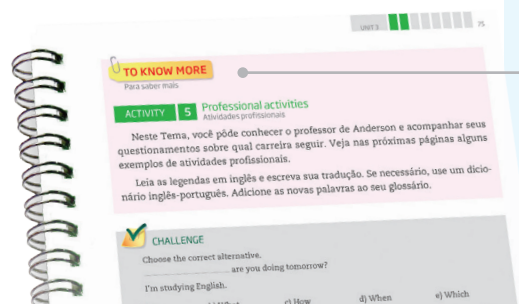 UNIT 3 75
TO KNOW MORE
Para saber mais
ACTIVITY 5 Professional activities
Atividades profissionais
Neste Tema, você pôde conhecer o professor de Anderson e acompanhar seus
questionamentos sobre qual carreira seguir. Veja nas próximas páginas alguns
exemplos de atividades profissionais.
Leia as legendas em inglês e escreva sua tradução. Se necessário, use um dicio-
nário inglês-português. Adicione as novas palavras ao seu glossário.
CHALLENGE
Choose the correct alternative.
____________ are you doing tomorrow?
I'm studying English.
c) How d) When e) Which